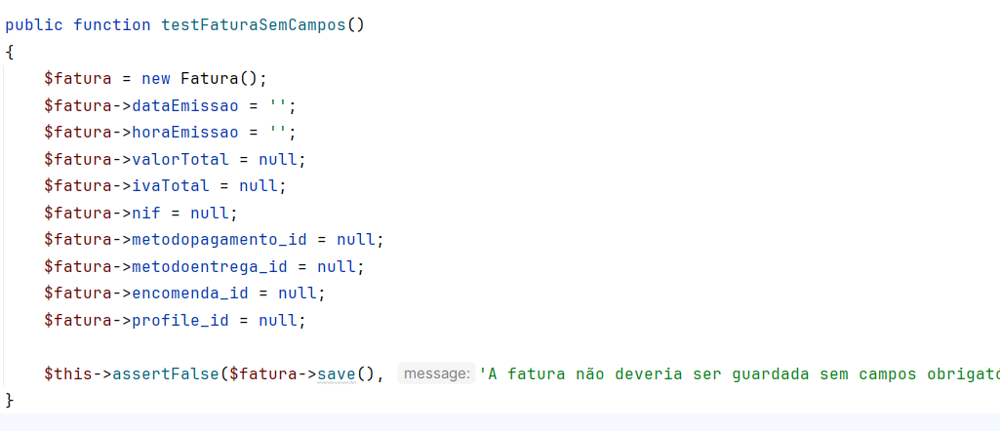 public function testFaturaSemCampos()
{
    $fatura = new Fatura();
    $fatura->dataEmissao = '';
    $fatura->horaEmissao = '';
    $fatura->valorTotal = null;
    $fatura->ivaTotal = null;
    $fatura->nif = null;
    $fatura->metodopagamento_id = null;
    $fatura->metodoentrega_id = null;
    $fatura->encomenda_id = null;
    $fatura->profile_id = null;
    $this->assertFalse($fatura->save(), message: 'A fatura não deveria ser guardada sem campos
}